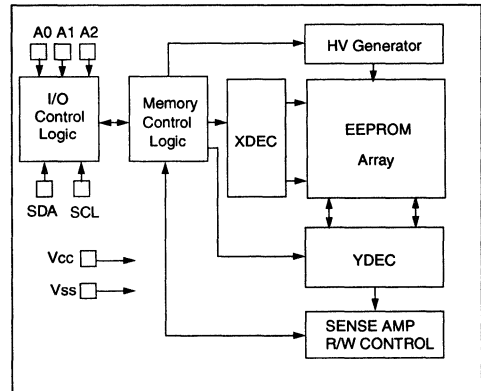 A0 A1 A2
I/O
Control
Logic
Memory
Control
Logic
HV Generator
XDEC
EEPROM
Array
SDA
SCL
Vcc
Vss
YDEC
SENSE AMP
R/W CONTROL